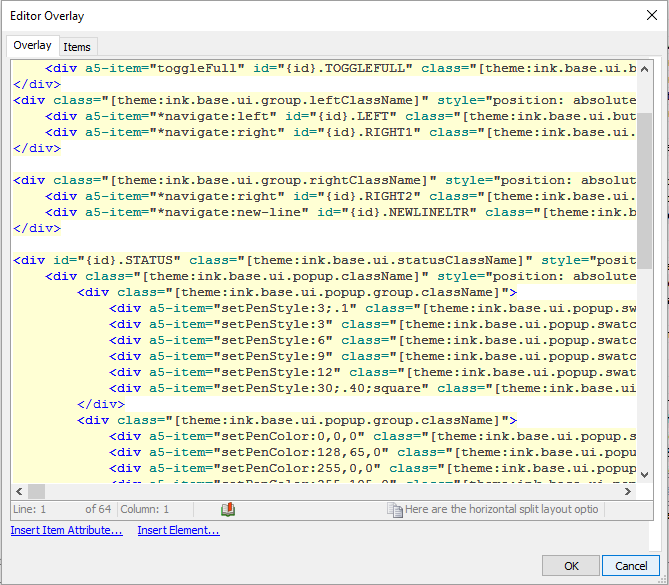 Editor Overlay
Overlay Items
<div a5-item="toggleFull" id="{id}.TOGGLEFULL" class="[theme:ink.base.ui.b
</div>
<div class="[theme:ink.base.ui.group.leftClassName]" style="position: absolute
<div a5-item="*navigate:left" id="{id}.LEFT" class="[theme:ink.base.ui.but
<div a5-item="*navigate:right" id="{id}.RIGHT1" class="[theme:ink.base.ui.
</div>
<div class="[theme:ink.base.ui.group.rightClassName]" style="position: absolut
<div a5-item="*navigate:right" id="{id}.RIGHT2" class="[theme:ink.base.ui.
<div a5-item="*navigate:new-line" id="{id}.NEWLINELTR" class="[theme:ink.b
</div>
<div id="{id}.STATUS" class="[theme:ink.base.ui.statusClassName]" style="posit
<div class="[theme:ink.base.ui.popup.className]" style="position: absolute
<div class="[theme:ink.base.ui.popup.group.className]">
<div a5-item="setPenStyle:3;.1" class="[theme:ink.base.ui.popup.sw
<div a5-item="setPenStyle:3" class="[theme:ink.base.ui.popup.swatc
<div a5-item="setPenStyle:6" class="[theme:ink.base.ui.popup.swatc
<div a5-item="setPenStyle:9" class="[theme:ink.base.ui.popup.swatc
<div a5-item="setPenStyle:12" class="[theme:ink.base.ui.popup.swat
<div a5-item="setPenStyle:30;.40;square" class="[theme:ink.base.ui
</div>
<div class="[theme:ink.base.ui.popup.group.className]">
<div a5-item="setPenColor:0,0,0" class="[theme:ink.base.ui.popup.s
<div a5-item="setPenColor:128,65,0" class="[theme:ink.base.ui.popu
<div a5-item="setPenColor:255,0,0" class="[theme:ink.base.ui.popup
Line: 1 of 64 Column: 1 Here are the horizontal split layout optio
Insert Item Attribute... Insert Element...
OK Cancel